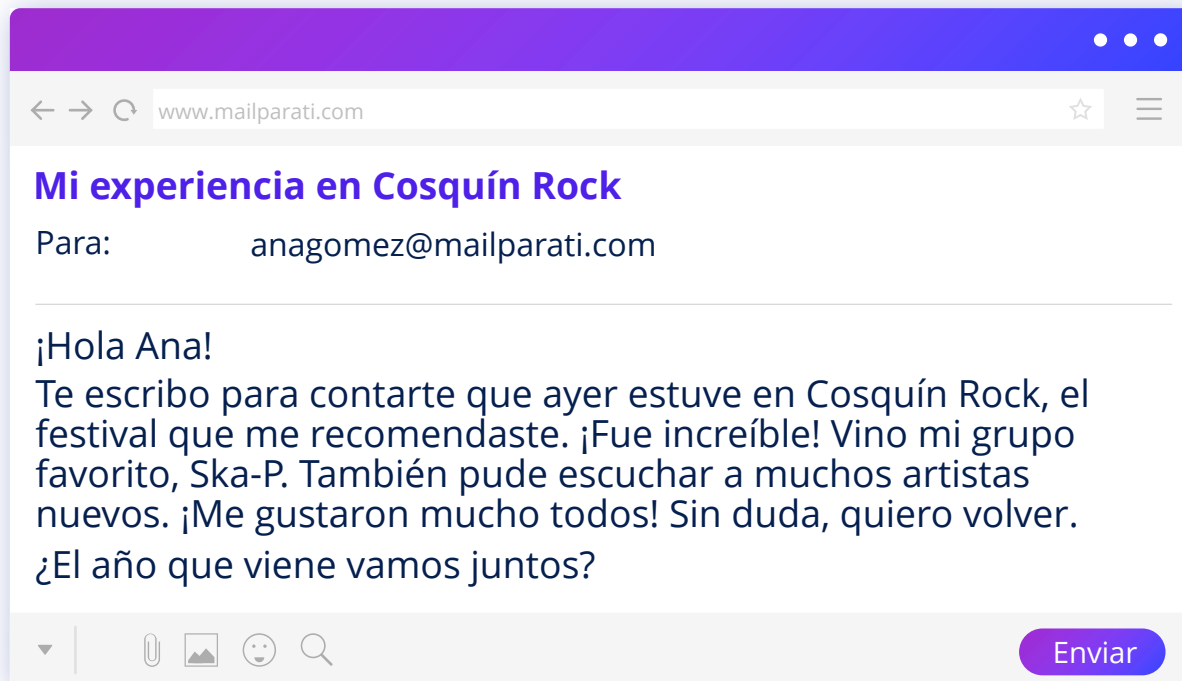 www.mailparati.com
Mi experiencia en Cosquín Rock
Para: anagomez@mailparati.com
¡Hola Ana!
Te escribo para contarte que ayer estuve en Cosquín Rock, el
festival que me recomendaste. ¡Fue increíble! Vino mi grupo
favorito, Ska-P. También pude escuchar a muchos artistas
nuevos. ¡Me gustaron mucho todos! Sin duda, quiero volver.
¿El año que viene vamos juntos?
Enviar